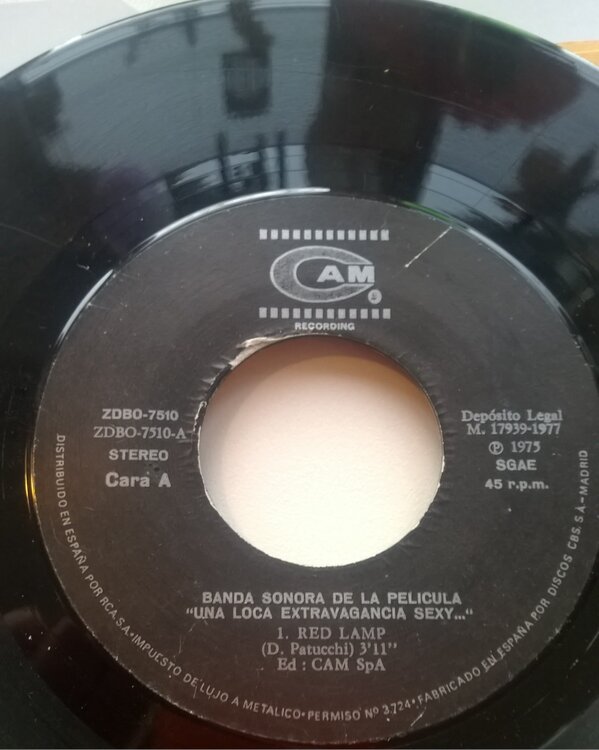 CAM
RECORDING
ZDBO-7510
ZDBO-7510-A
STEREO
Cara A
Depósito Legal
M. 17939-1977
Ⓟ 1975
SGAE
45 r.p.m.
BANDA SONORA DE LA PELICULA
"UNA LOCA EXTRAVAGANCIA SEXY..."
1. RED LAMP
(D. Patucchi) 3'11"
Ed : CAM SpA
DISTRIBUIDO EN ESPAÑA POR RCA. S.A.•IMPUESTO DE LUJO A METALICO•PERMISO Nº 3.724•FABRICADO EN ESPAÑA POR DISCOS CBS. S.A.-MADRID